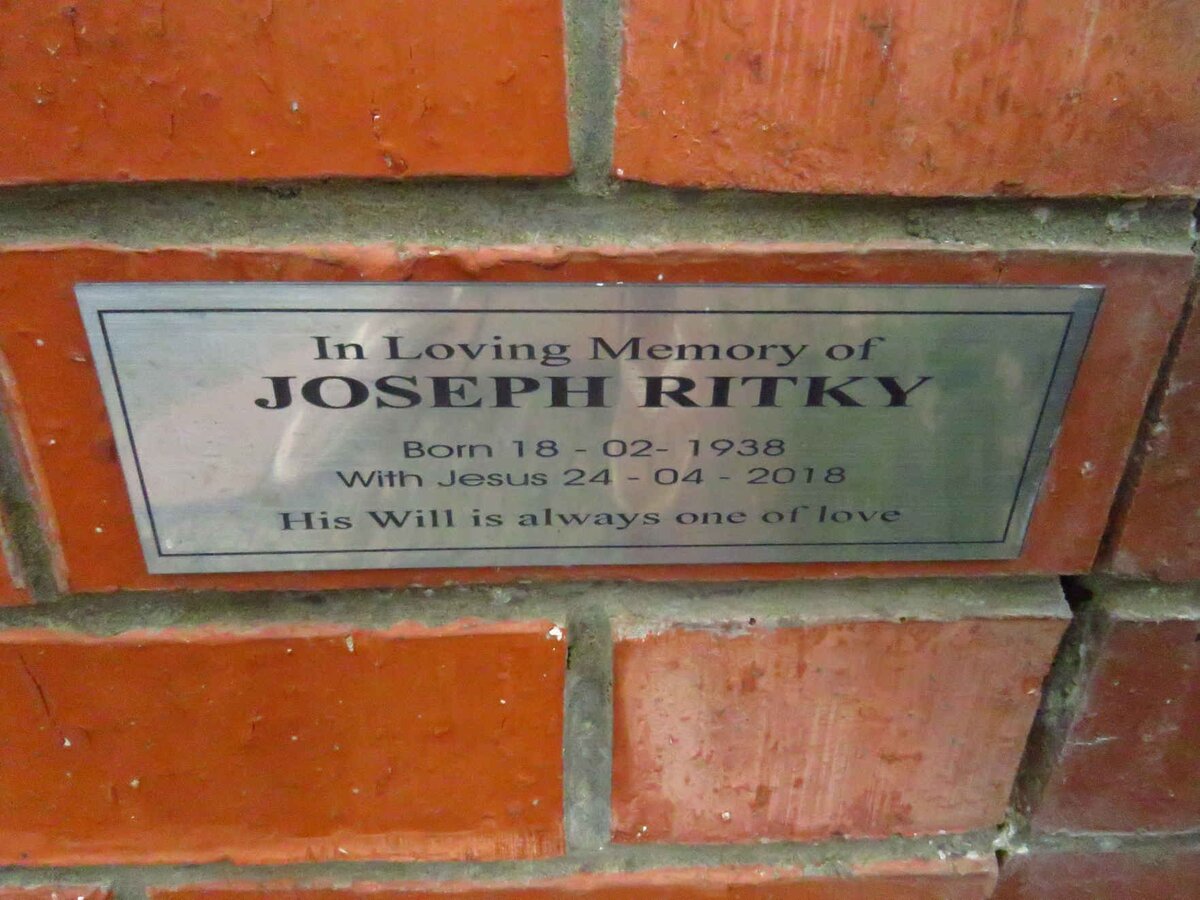 In Loving Memory of
JOSEPH RITKY
Born 18 - 02- 1938
With Jesus 24 - 04 - 2018
His Will is always one of love